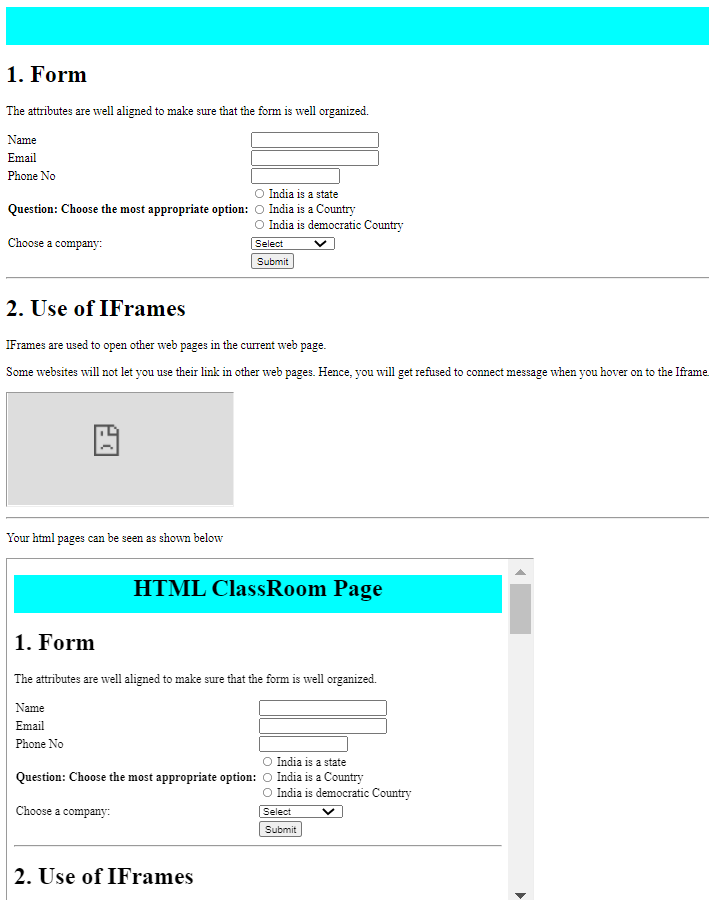 1. Form
The attributes are well aligned to make sure that the form is well organized.
Name
Email
Phone No
India is a state
Question: Choose the most appropriate option: India is a Country
India is democratic Country
Choose a company: Select
Submit
2. Use of IFrames
IFrames are used to open other web pages in the current web page.
Some websites will not let you use their link in other web pages. Hence, you will get refused to connect message when you hover on to the Iframe.
Your html pages can be seen as shown below
HTML ClassRoom Page
1. Form
The attributes are well aligned to make sure that the form is well organized.
Name
Email
Phone No
India is a state
Question: Choose the most appropriate option: India is a Country
India is democratic Country
Choose a company: Select
Submit
2. Use of IFrames